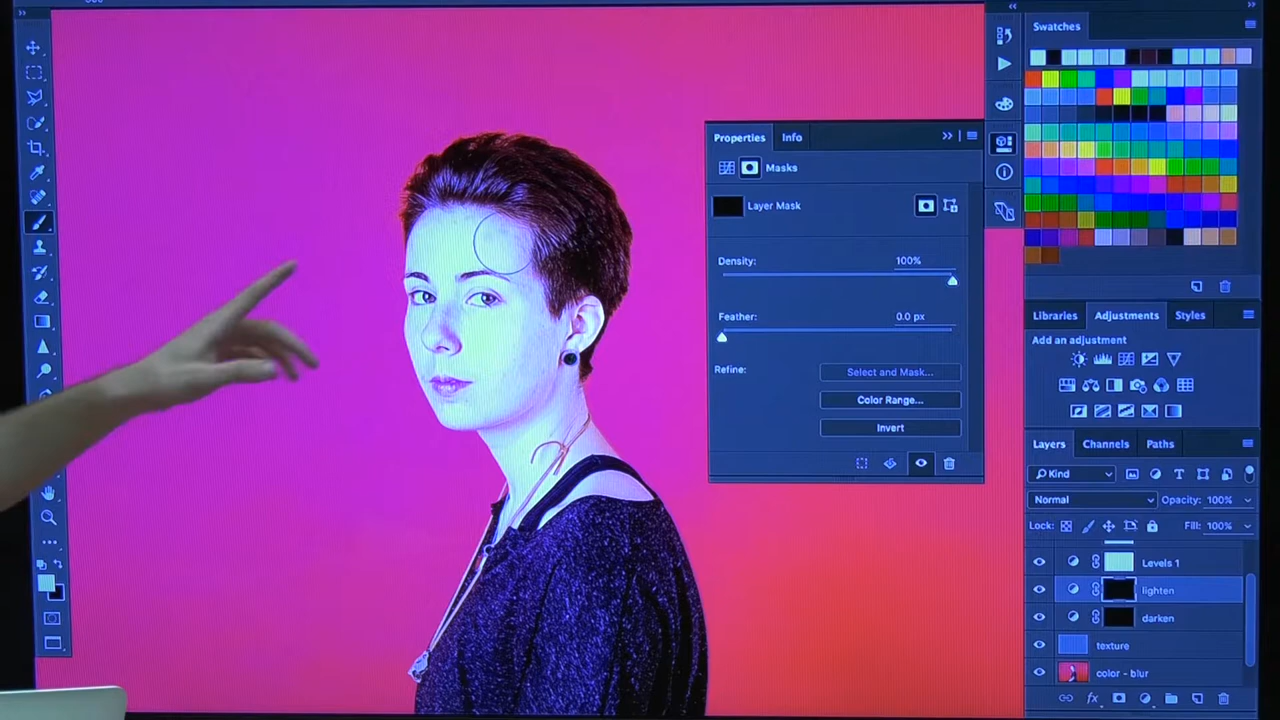 Swatches
Properties
Info
Masks
Layer Mask
Density:
100%
Feather:
0.0 px
Refine:
Select and Mask...
Color Range...
Invert
Libraries
Adjustments
Styles
Add an adjustment
Layers
Channels
Paths
Kind
Normal
Opacity: 100%
Lock:
Fill: 100%
Levels 1
lighten
darken
texture
color - blur
fx